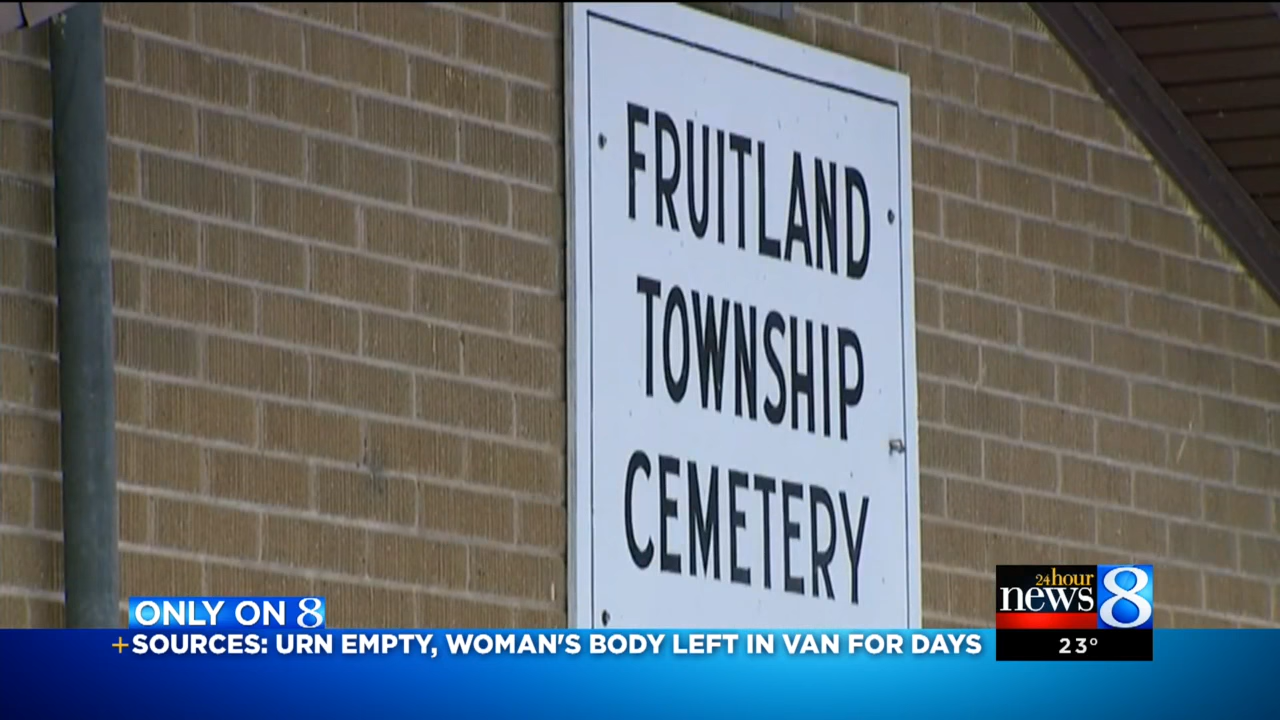 FRUITLAND
TOWNSHIP
CEMETERY
ONLY ON 8
+SOURCES: URN EMPTY, WOMAN'S BODY LEFT IN VAN FOR DAYS
24hour
news 8
23°